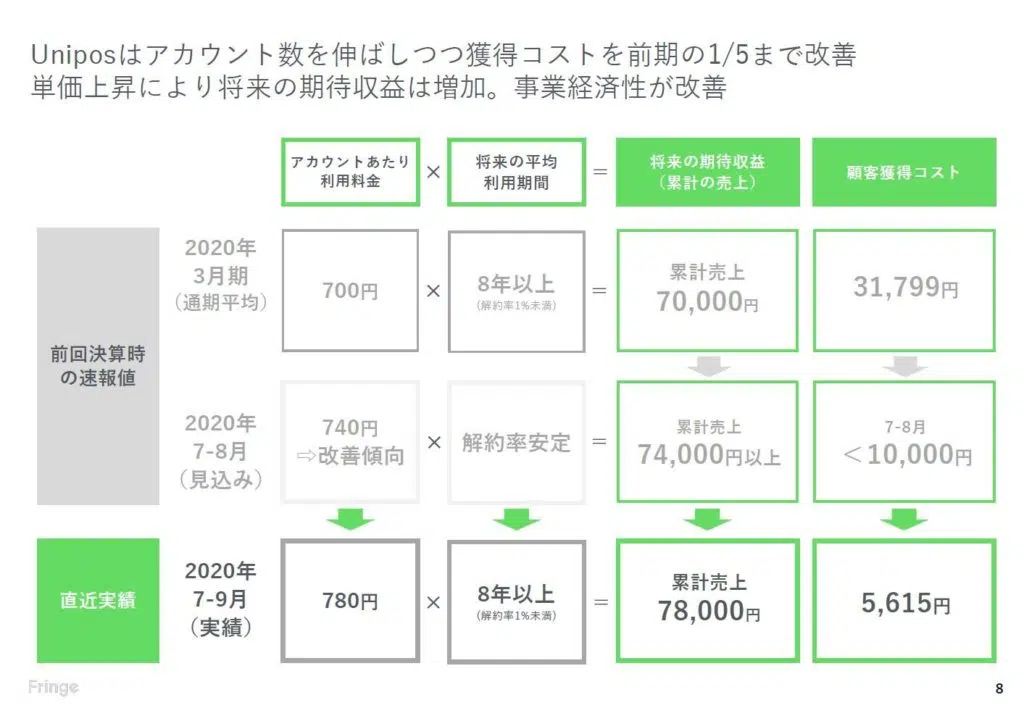 Uniposはアカウント数を伸ばしつつ獲得コストを前期の1/5まで改善
単価上昇により将来の期待収益は増加。事業経済性が改善
アカウントあたり
利用料金
×
将来の平均
利用期間
＝
将来の期待収益
（累計の売上）
顧客獲得コスト
前回決算時
の速報値
2020年
3月期
（通期平均）
700円
×
8年以上
（解約率1%未満）
＝
累計売上
70,000円
31,799円
2020年
7-8月
（見込み）
740円
⇨改善傾向
×
解約率安定
＝
累計売上
74,000円以上
7-8月
＜10,000円
直近実績
2020年
7-9月
（実績）
780円
×
8年以上
（解約率1%未満）
＝
累計売上
78,000円
5,615円
Fringe
8